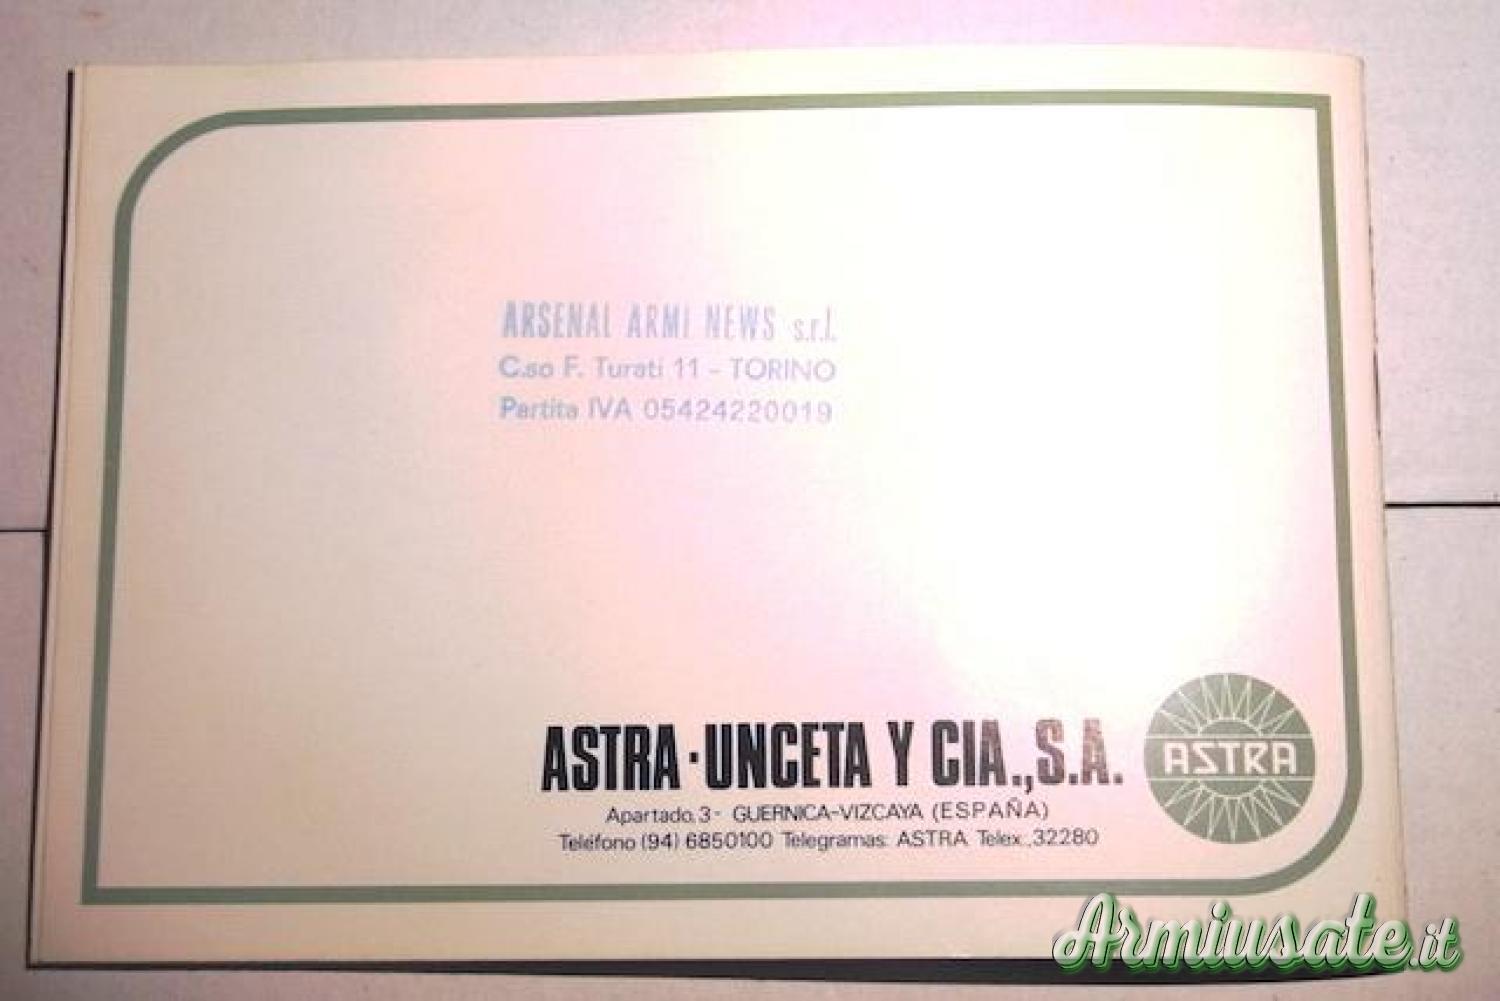 ARSENAL ARMI NEWS s.r.l.
C.so F. Turati 11 - TORINO
Partita IVA 05424220019
ASTRA·UNCETA Y CIA.,S.A.
ASTRA
Apartado, 3- GUERNICA-VIZCAYA (ESPAÑA)
Teléfono (94) 6850100 Telegramas: ASTRA Telex.,32280
Armiusate.it